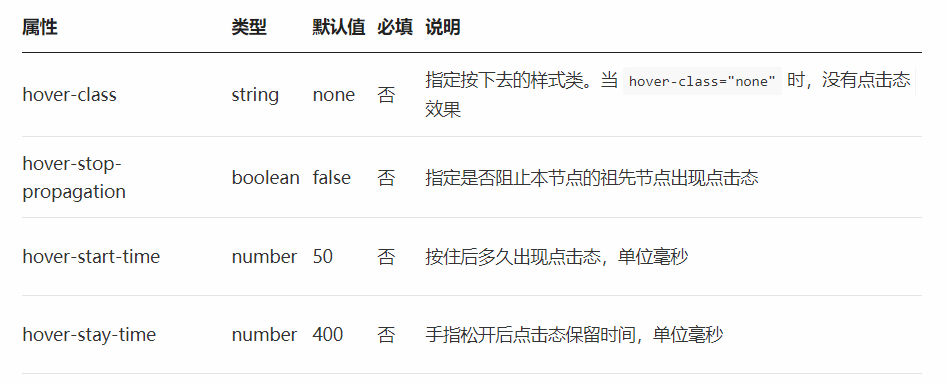 属性 类型 默认值 必填 说明
hover-class string none 否 指定按下去的样式类。当 hover-class="none" 时，没有点击态
效果
hover-stop-
propagation boolean false 否 指定是否阻止本节点的祖先节点出现点击态
hover-start-time number 50 否 按住后多久出现点击态，单位毫秒
hover-stay-time number 400 否 手指松开后点击态保留时间，单位毫秒